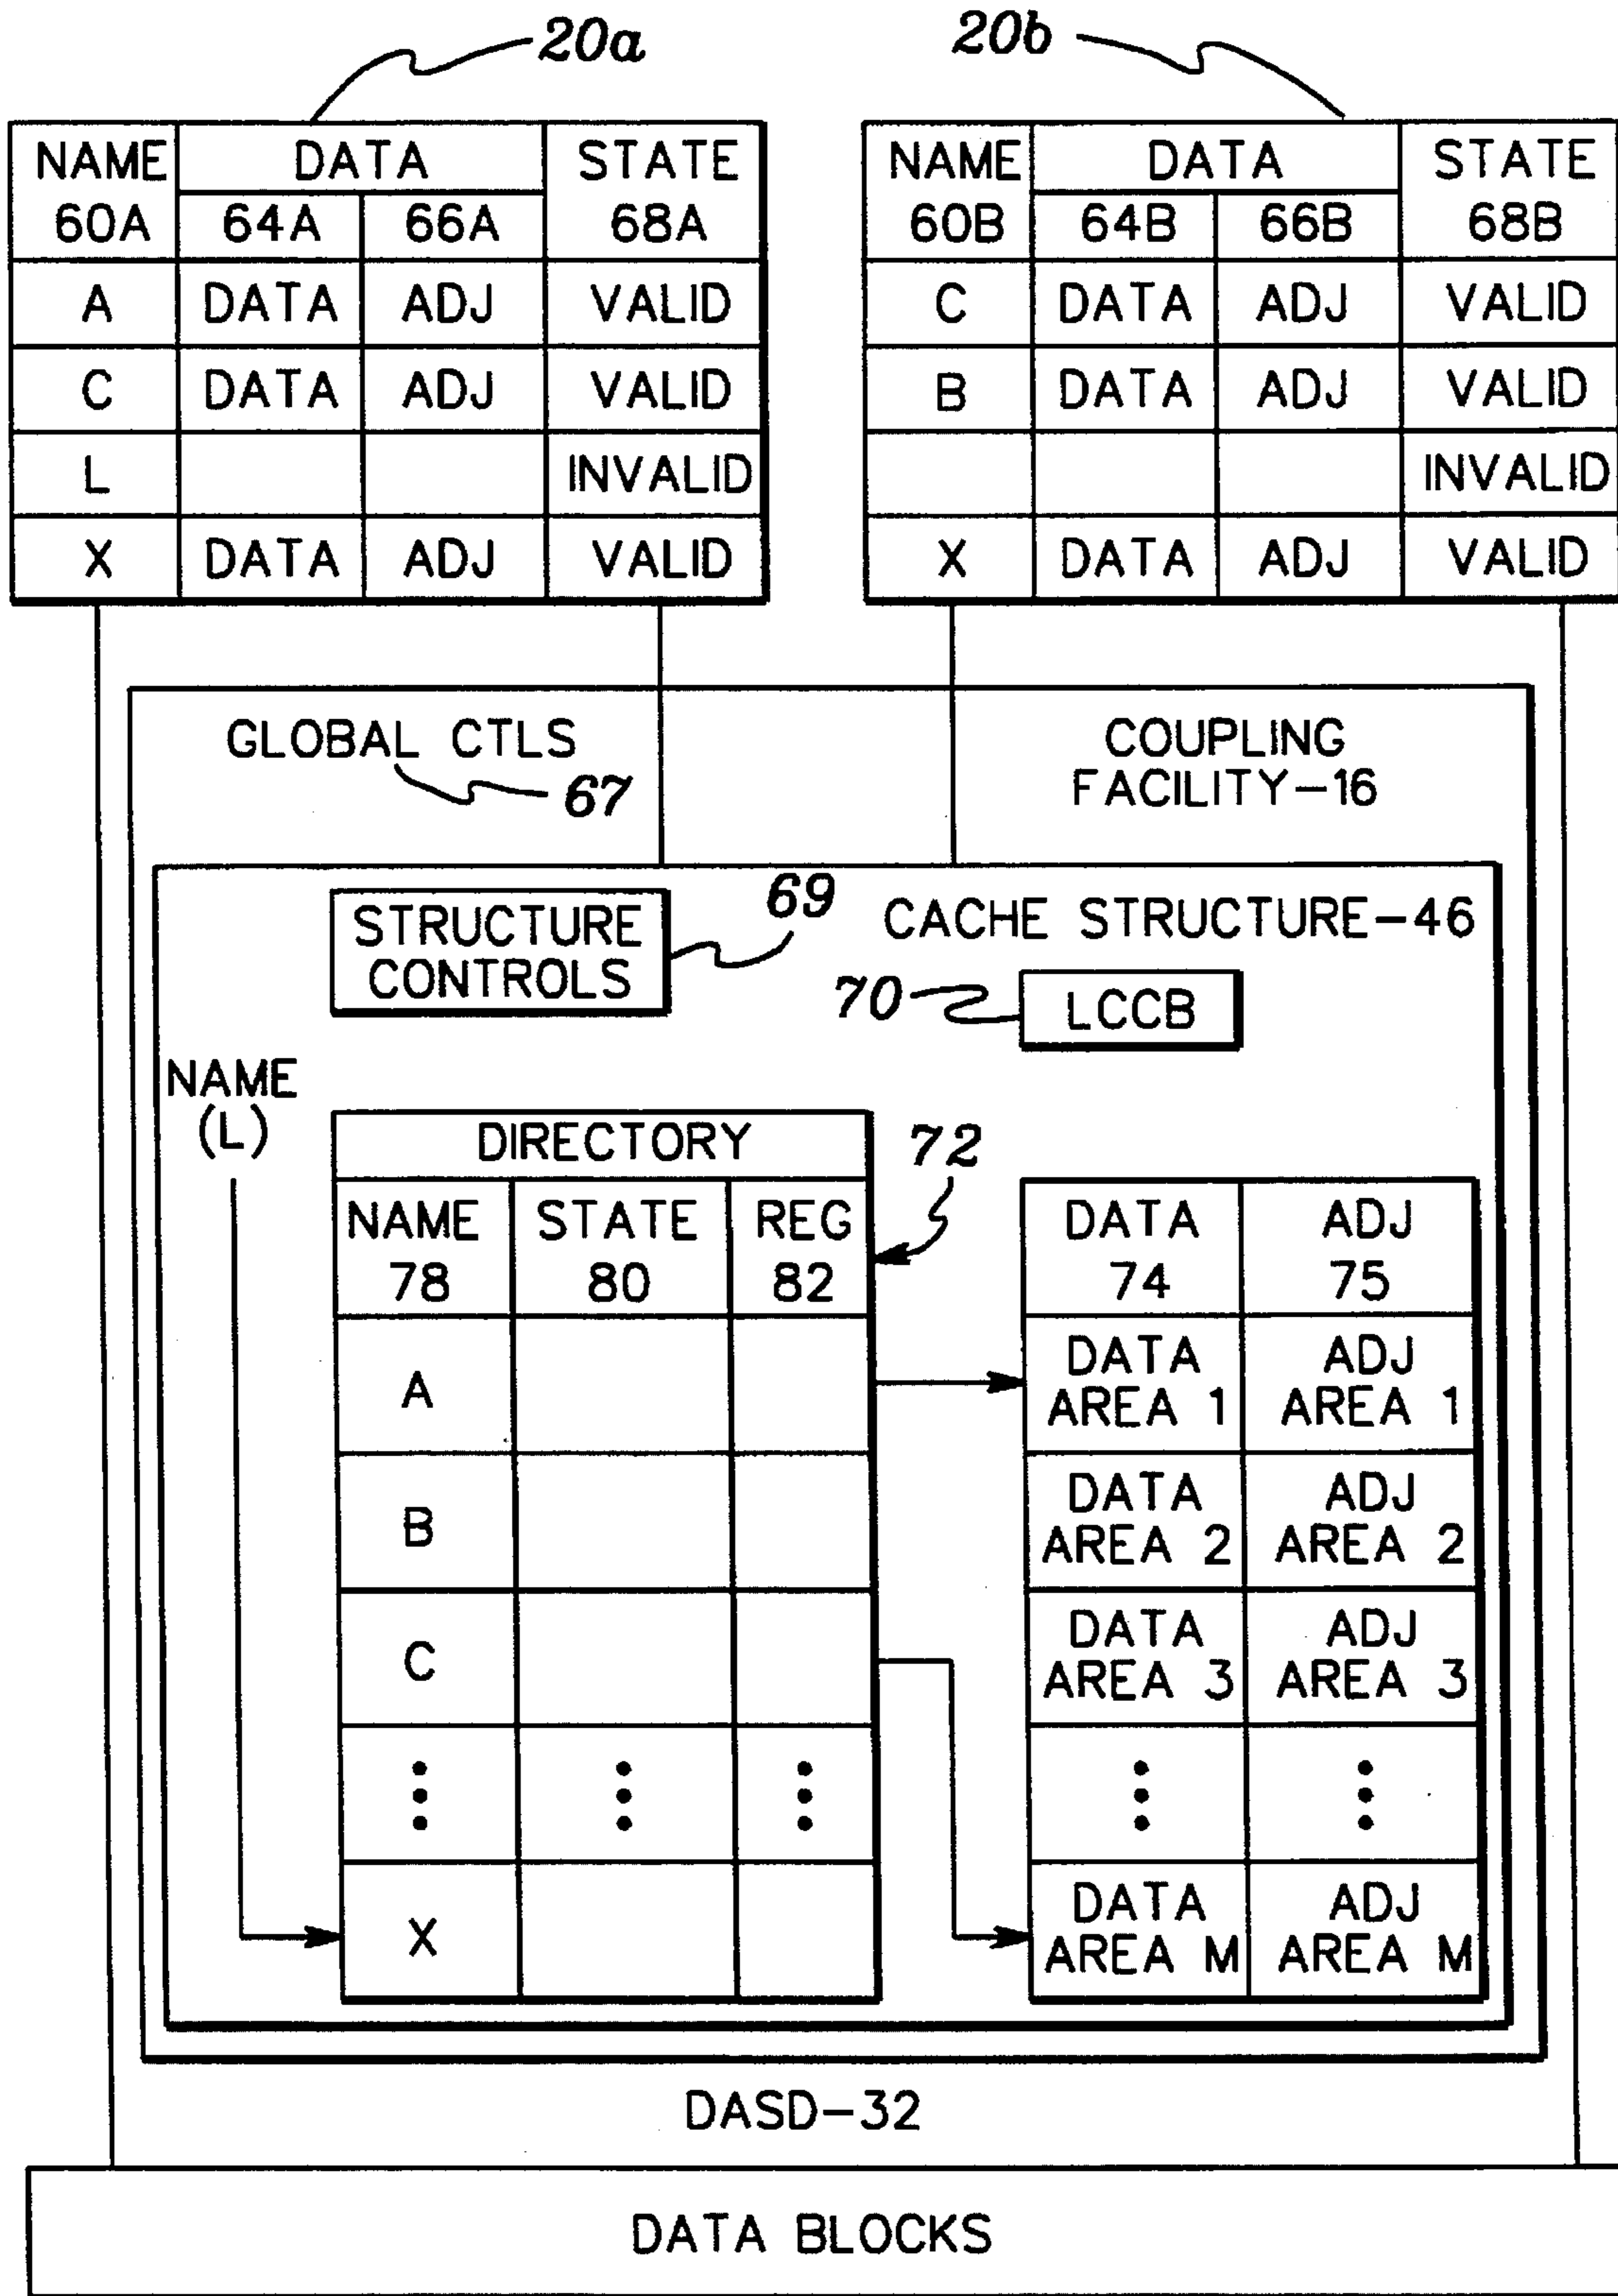 20a 20b
NAME DATA STATE
60A 64A 66A 68A
A DATA ADJ VALID
C DATA ADJ VALID
L INVALID
X DATA ADJ VALID
NAME DATA STATE
60B 64B 66B 68B
C DATA ADJ VALID
B DATA ADJ VALID
INVALID
X DATA ADJ VALID
GLOBAL CTLS
67
COUPLING
FACILITY-16
STRUCTURE
CONTROLS
69
CACHE STRUCTURE-46
70 LCCB
NAME
(L)
DIRECTORY
72
NAME STATE REG
78 80 82
A
B
C
⋮ ⋮ ⋮
X
DATA ADJ
74 75
DATA ADJ
AREA 1 AREA 1
DATA ADJ
AREA 2 AREA 2
DATA ADJ
AREA 3 AREA 3
⋮ ⋮
DATA ADJ
AREA M AREA M
DASD-32
DATA BLOCKS